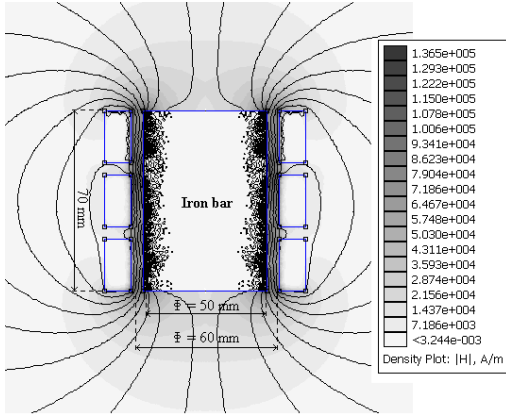 1.365e+005
1.293e+005
1.222e+005
1.150e+005
1.078e+005
1.006e+005
9.341e+004
8.623e+004
7.904e+004
7.186e+004
6.467e+004
5.748e+004
5.030e+004
4.311e+004
3.593e+004
2.874e+004
2.156e+004
1.437e+004
7.186e+003
<3.244e-003
Density Plot: |H|, A/m
70 mm
Iron bar
Φ = 50 mm
Φ = 60 mm